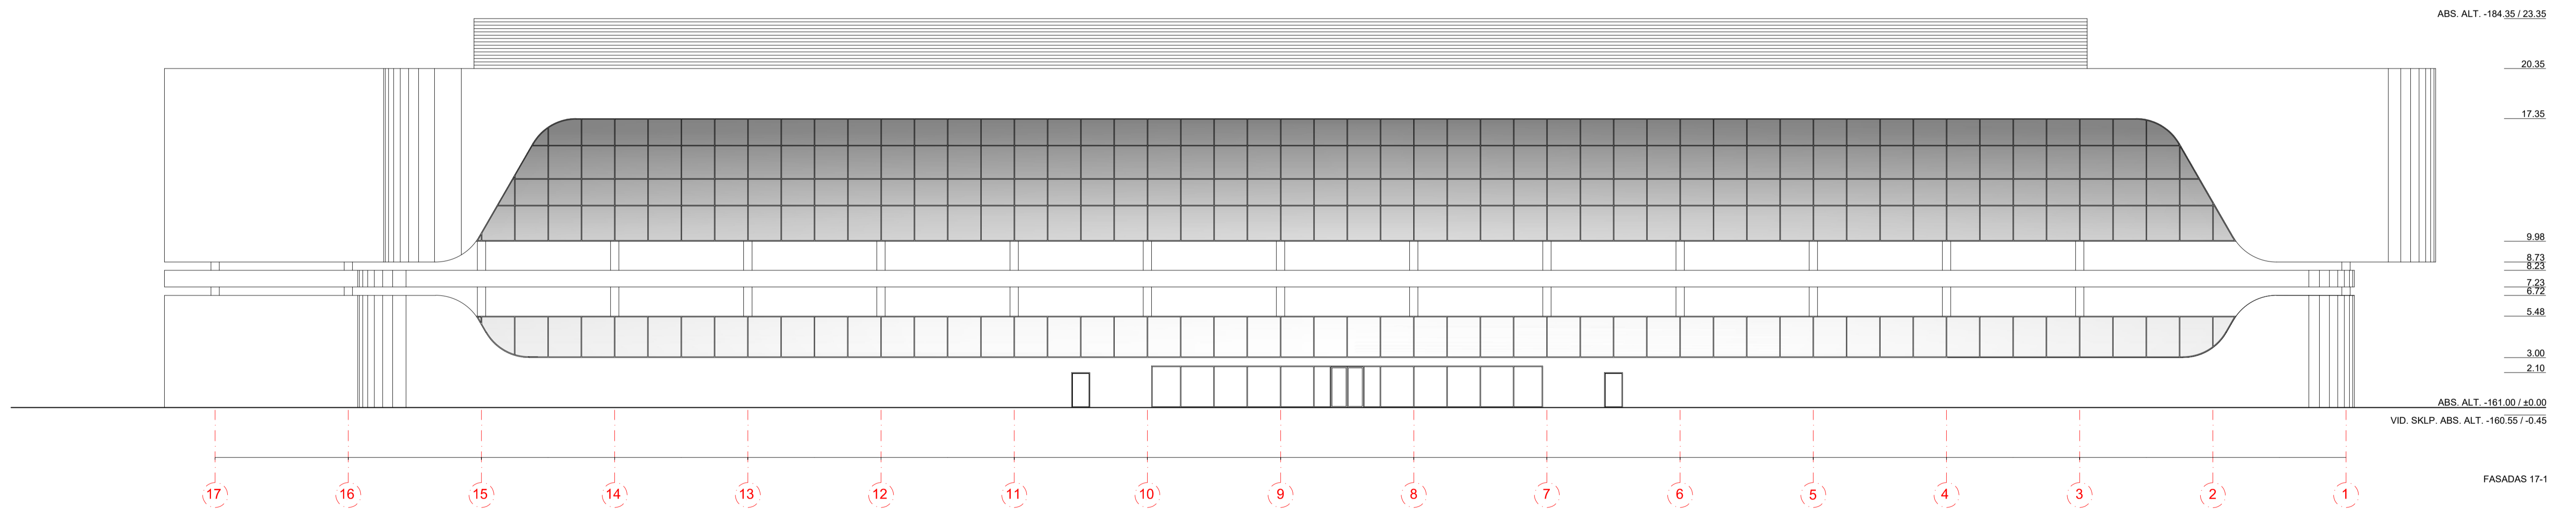 ABS. ALT. -184.35 / 23.35
20.35
17.35
9.98
8.73
8.23
7.23
6.72
5.48
3.00
2.10
ABS. ALT. -161.00 / ±0.00
VID. SKLP. ABS. ALT. -160.55 / -0.45
FASADAS 17-1
17 16 15 14 13 12 11 10 9 8 7 6 5 4 3 2 1